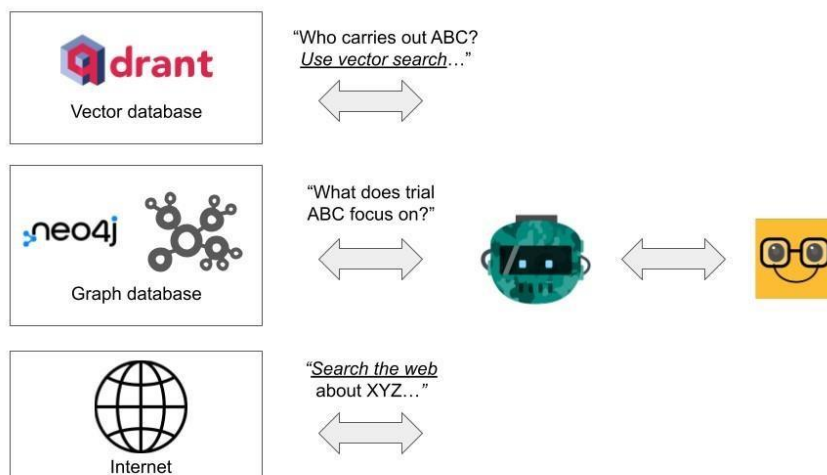 qdrant
Vector database
“Who carries out ABC?
Use vector search…”
neo4j
Graph database
“What does trial
ABC focus on?”
Internet
“Search the web
about XYZ…”